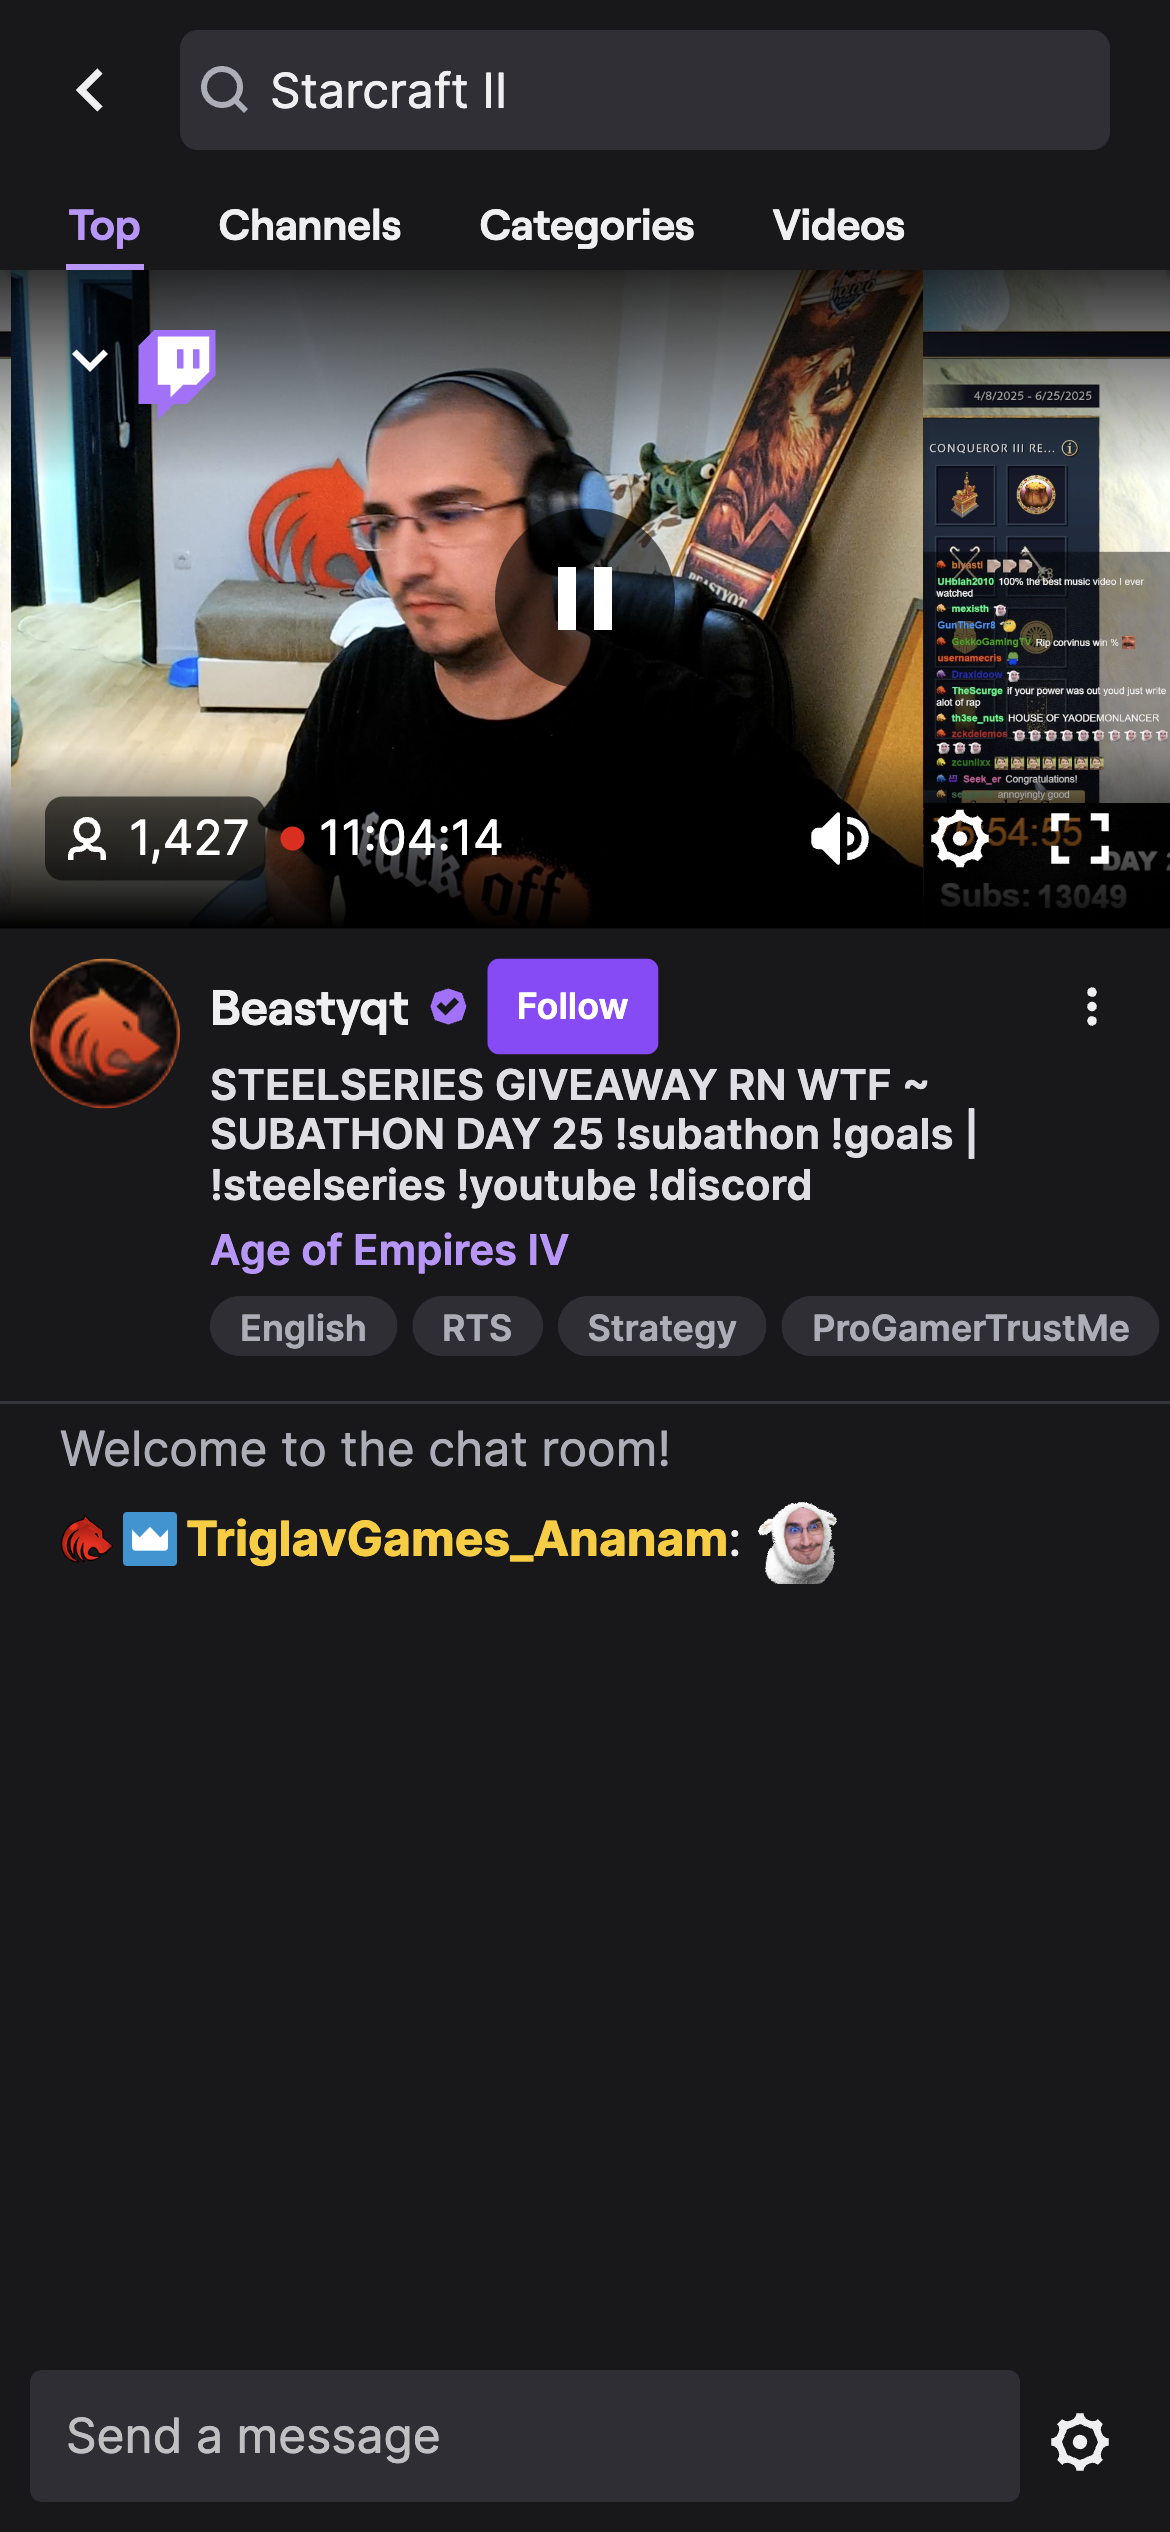 Starcraft II
Top Channels Categories Videos
4/8/2025 - 6/25/2025
CONQUEROR III RE...
BEASTYQT
biyasti
UHblah2010 100% the best music video I ever
watched
mexisth
GunTheGrr8
GekkoGamingTV Rip corvinus win %
usernamecris
Draxidoow
TheScurge if your power was out youd just write
alot of rap
th3se_nuts HOUSE OF YAODEMONLANCER
zckdelemos
zcunilxx
Seek_er Congratulations!
annoyingly good
1,427 11:04:14
54:55
DAY
off
Subs: 13049
Beastyqt Follow
STEELSERIES GIVEAWAY RN WTF ~
SUBATHON DAY 25 !subathon !goals |
!steelseries !youtube !discord
Age of Empires IV
English RTS Strategy ProGamerTrustMe
Welcome to the chat room!
TriglavGames_Ananam:
Send a message